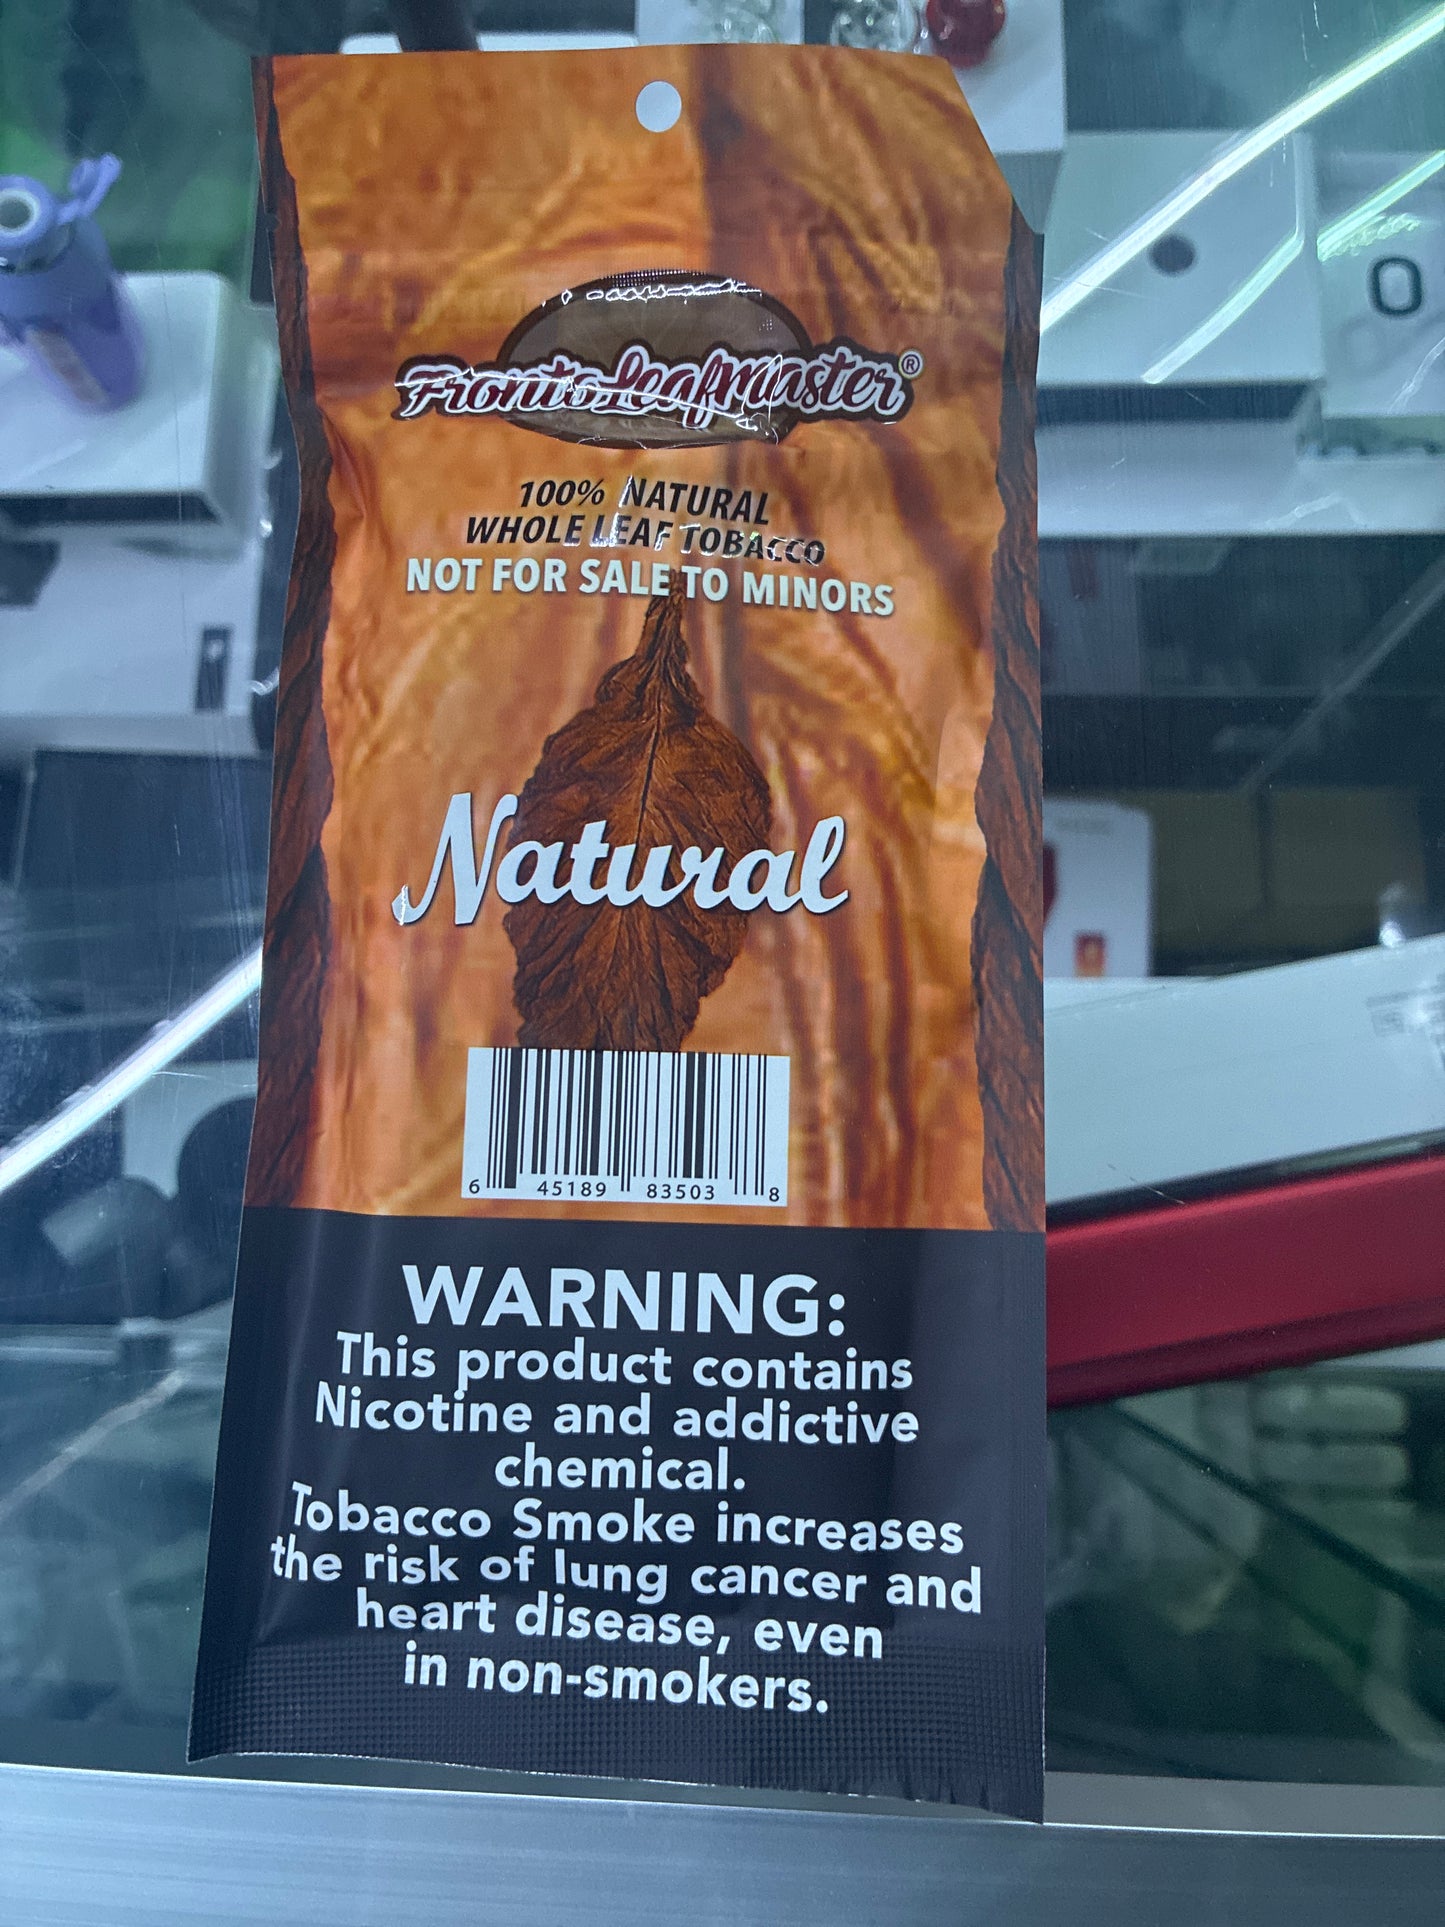 FrontoLeafMaster®
100% NATURAL
WHOLE LEAF TOBACCO
NOT FOR SALE TO MINORS
Natural
6 45189 83503 8
WARNING:
This product contains
Nicotine and addictive
chemical.
Tobacco Smoke increases
the risk of lung cancer and
heart disease, even
in non-smokers.